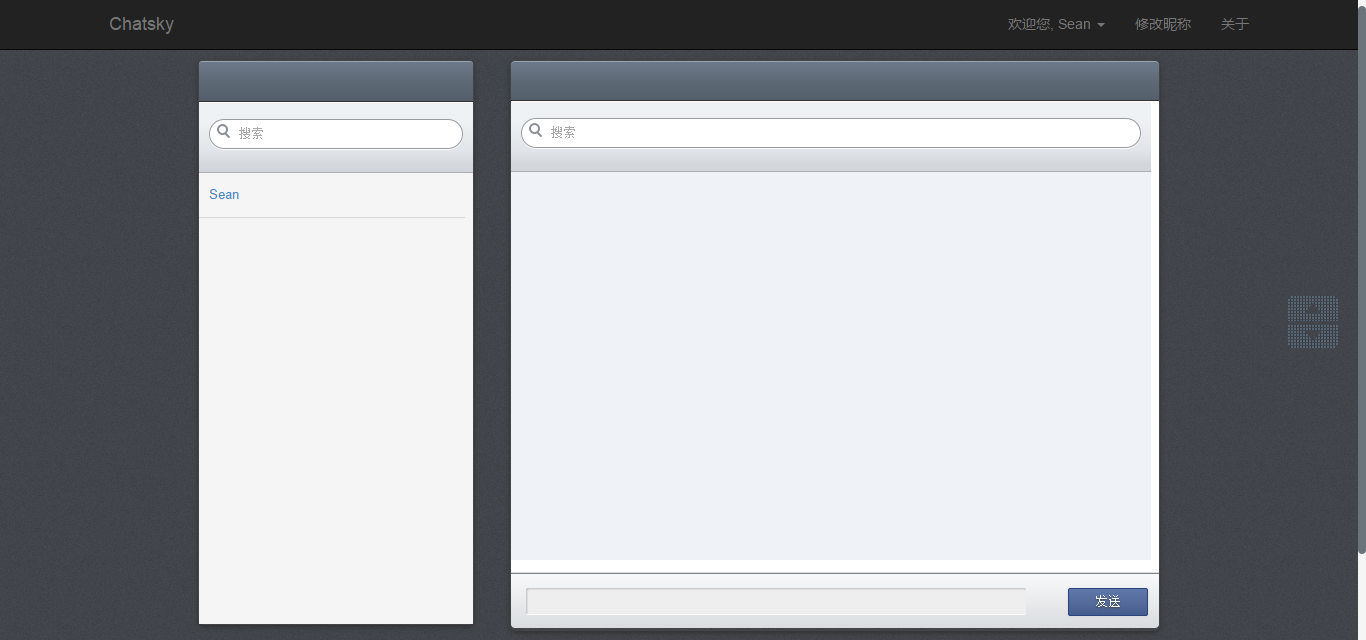 Chatsky
欢迎您, Sean
修改昵称
关于
搜索
搜索
Sean
发送